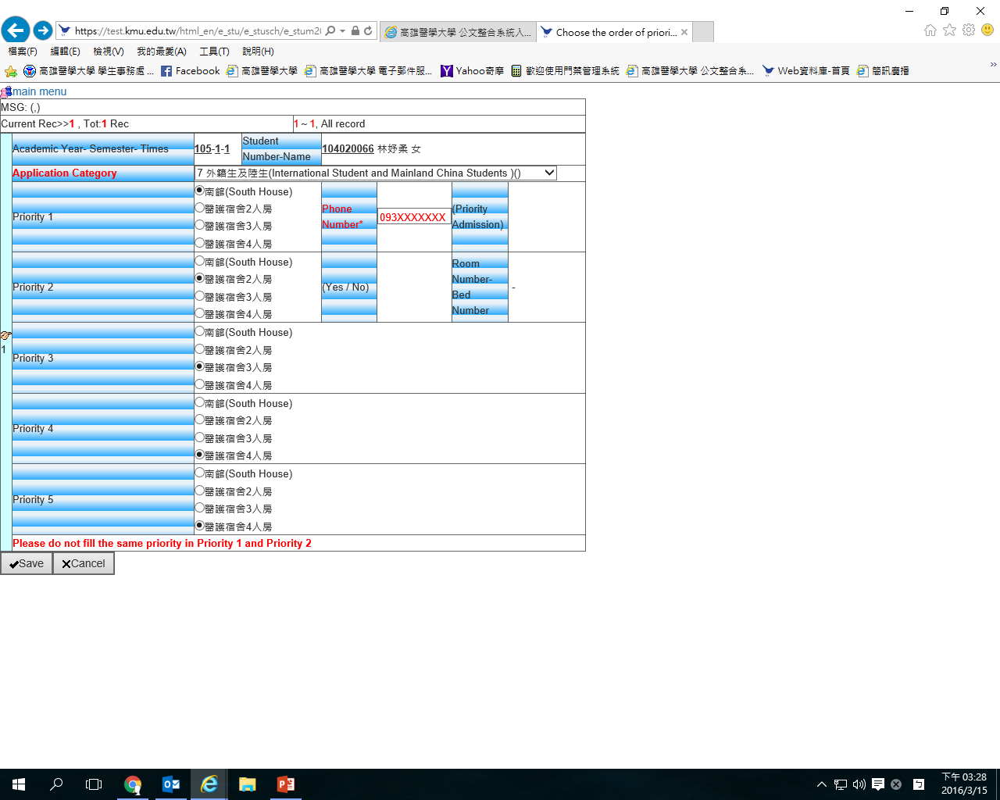 https://test.kmu.edu.tw/html_en/e_stu/e_stusch/e_stum20
高雄醫學大學 公文整合系統入...
Choose the order of priori...
檔案(F) 編輯(E) 檢視(V) 我的最愛(A) 工具(T) 說明(H)
高雄醫學大學 學生事務處 ... Facebook 高雄醫學大學 高雄醫學大學 電子郵件服... Yahoo奇摩 歡迎使用門禁管理系統 高雄醫學大學 公文整合系... Web資料庫-首頁 簡訊廣播
main menu
MSG: (,)
Current Rec>>1 , Tot:1 Rec 1～1, All record
Academic Year- Semester- Times 105-1-1 Student Number-Name 104020066 林妤柔 女
Application Category 7 外籍生及陸生(International Student and Mainland China Students )()
1
Priority 1
南館(South House)
醫護宿舍2人房
醫護宿舍3人房
醫護宿舍4人房
Phone
Number*
093XXXXXXX
(Priority
Admission)
Priority 2
南館(South House)
醫護宿舍2人房
醫護宿舍3人房
醫護宿舍4人房
(Yes / No)
Room
Number-
Bed
Number
-
Priority 3
南館(South House)
醫護宿舍2人房
醫護宿舍3人房
醫護宿舍4人房
Priority 4
南館(South House)
醫護宿舍2人房
醫護宿舍3人房
醫護宿舍4人房
Priority 5
南館(South House)
醫護宿舍2人房
醫護宿舍3人房
醫護宿舍4人房
Please do not fill the same priority in Priority 1 and Priority 2
Save Cancel
下午 03:28
2016/3/15